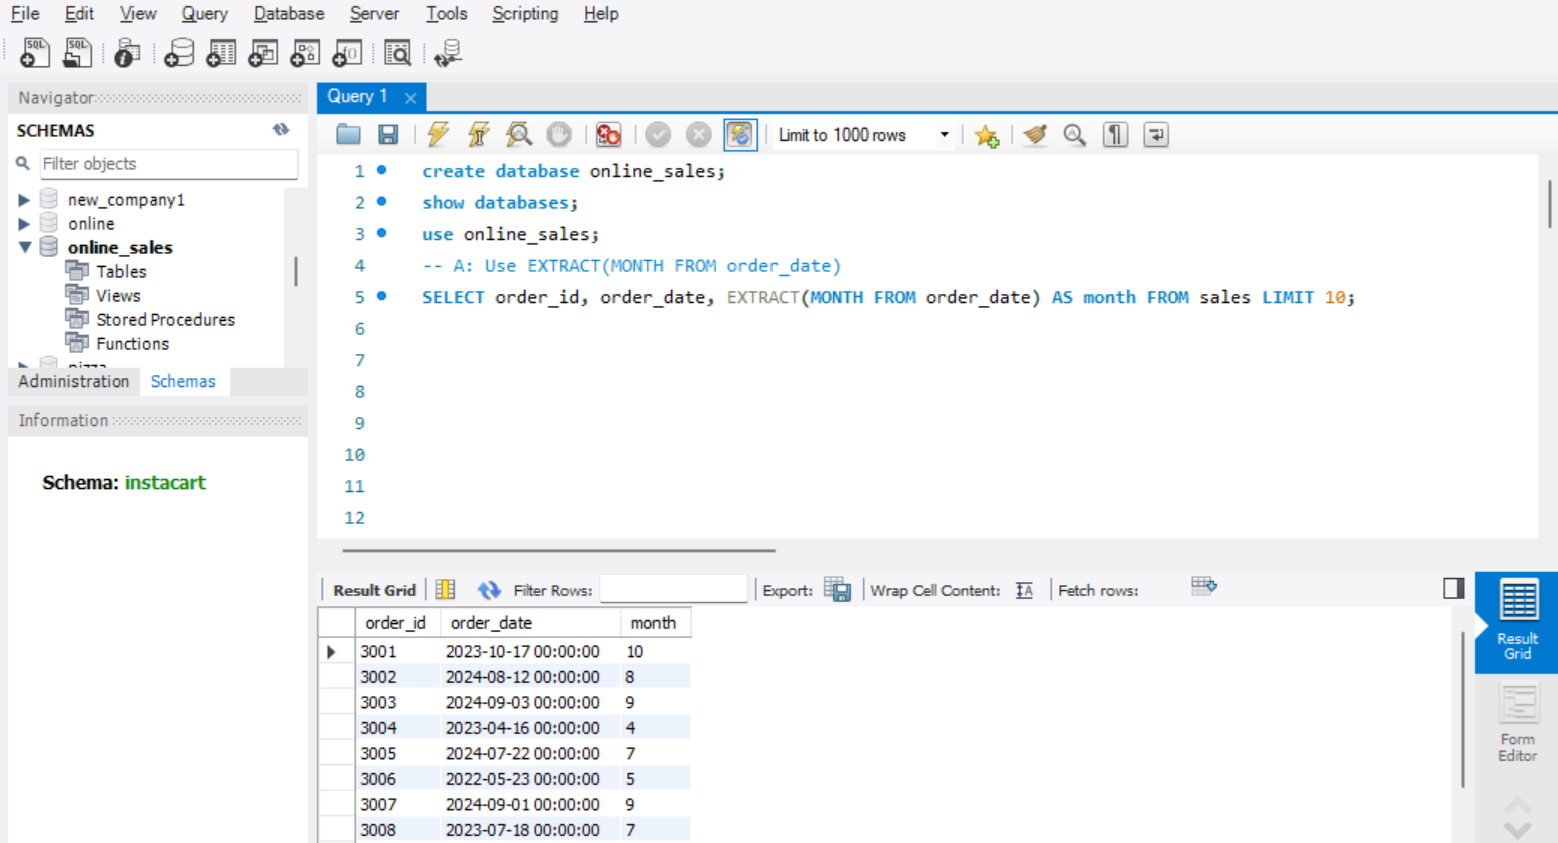 File Edit View Query Database Server Tools Scripting Help
Navigator
SCHEMAS
Filter objects
new_company1
online
online_sales
Tables
Views
Stored Procedures
Functions
pizza
Administration Schemas
Information
Schema: instacart
Query 1
Limit to 1000 rows
1 create database online_sales;
2 show databases;
3 use online_sales;
4 -- A: Use EXTRACT(MONTH FROM order_date)
5 SELECT order_id, order_date, EXTRACT(MONTH FROM order_date) AS month FROM sales LIMIT 10;
6
7
8
9
10
11
12
Result Grid Filter Rows: Export: Wrap Cell Content: Fetch rows:
order_id order_date month
3001 2023-10-17 00:00:00 10
3002 2024-08-12 00:00:00 8
3003 2024-09-03 00:00:00 9
3004 2023-04-16 00:00:00 4
3005 2024-07-22 00:00:00 7
3006 2022-05-23 00:00:00 5
3007 2024-09-01 00:00:00 9
3008 2023-07-18 00:00:00 7
Result
Grid
Form
Editor